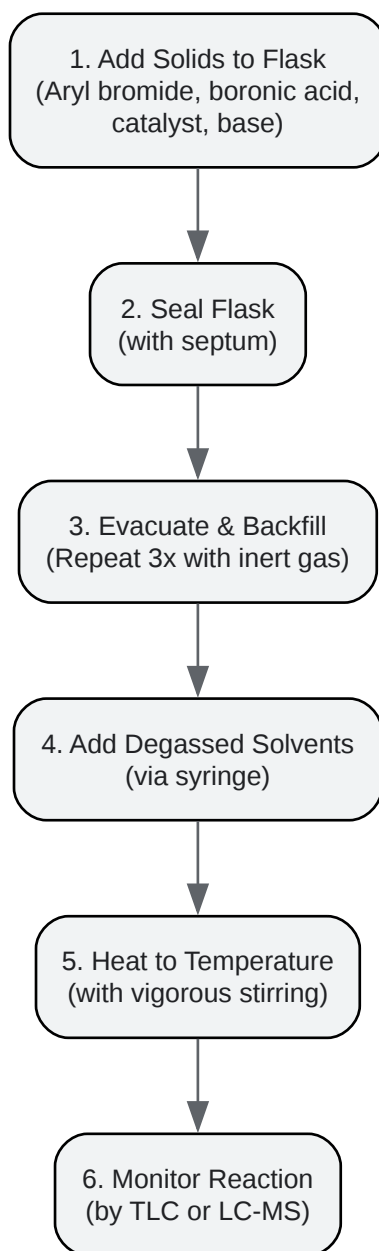 1. Add Solids to Flask
(Aryl bromide, boronic acid,
catalyst, base)
2. Seal Flask
(with septum)
3. Evacuate & Backfill
(Repeat 3x with inert gas)
4. Add Degassed Solvents
(via syringe)
5. Heat to Temperature
(with vigorous stirring)
6. Monitor Reaction
(by TLC or LC-MS)